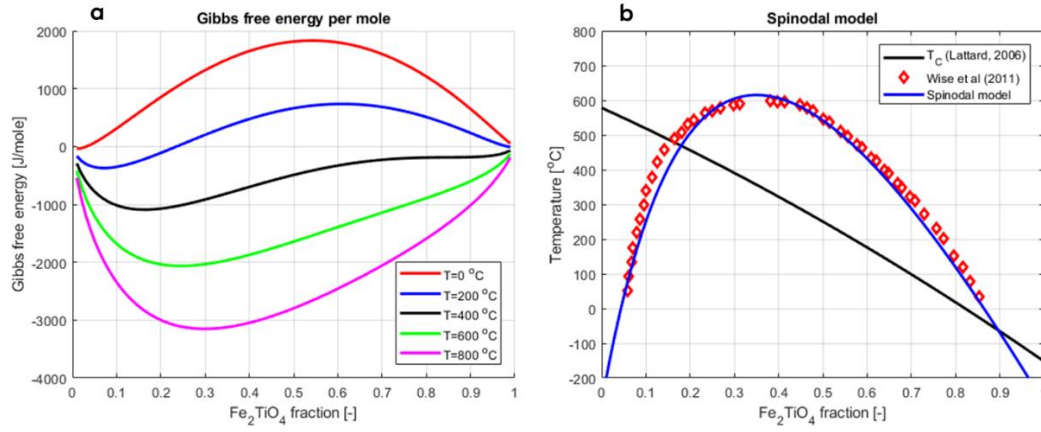 a
Gibbs free energy per mole
2000
1000
0
-1000
-2000
-3000
-4000
Gibbs free energy [J/mole]
T=0 °C
T=200 °C
T=400 °C
T=600 °C
T=800 °C
0 0.1 0.2 0.3 0.4 0.5 0.6 0.7 0.8 0.9 1
Fe₂TiO₄ fraction [-]
b
Spinodal model
800
700
600
500
400
300
200
100
0
-100
-200
Temperature [°C]
T_C (Lattard, 2006)
Wise et al (2011)
Spinodal model
0 0.1 0.2 0.3 0.4 0.5 0.6 0.7 0.8 0.9 1
Fe₂TiO₄ fraction [-]